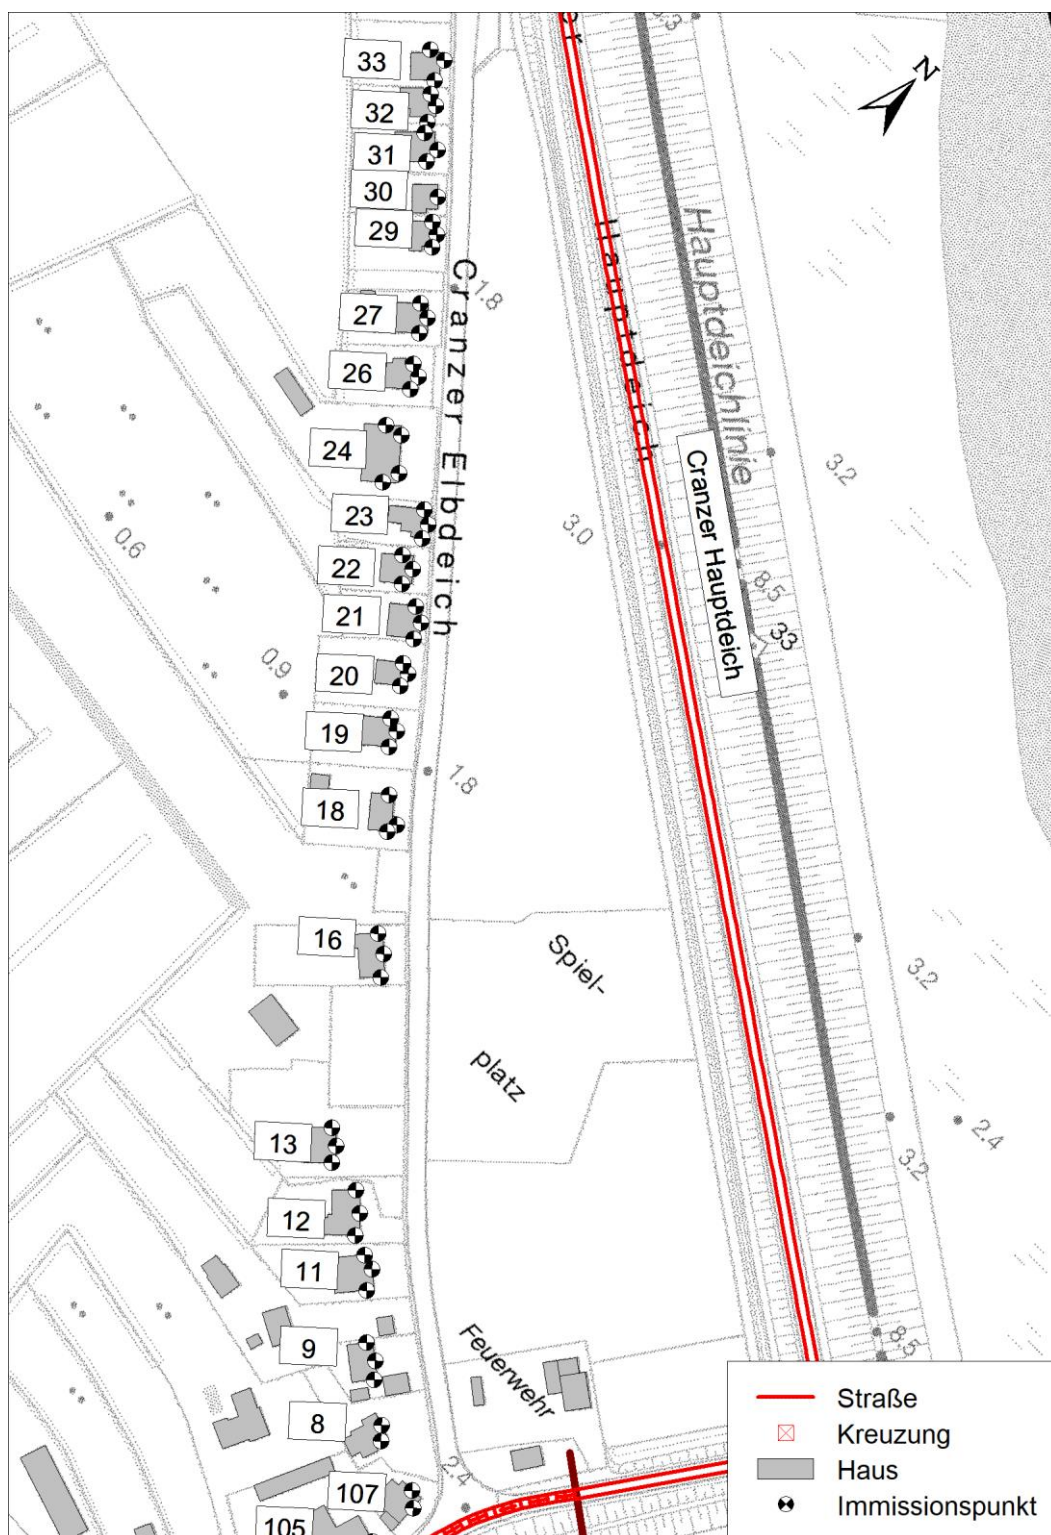 33
32
31
30
29
27
26
24
23
22
21
20
19
18
16
13
12
11
9
8
107
105
Cranzer Elbdeich
1.8
1.8
0.6
0.9
3.0
Hauptdeich
Hauptdeichlinie
Cranzer Hauptdeich
8.5
33
3.2
3.2
3.2
2.4
8.5
2.4
N
Spiel-
platz
Feuerwehr
Straße
Kreuzung
Haus
Immissionspunkt